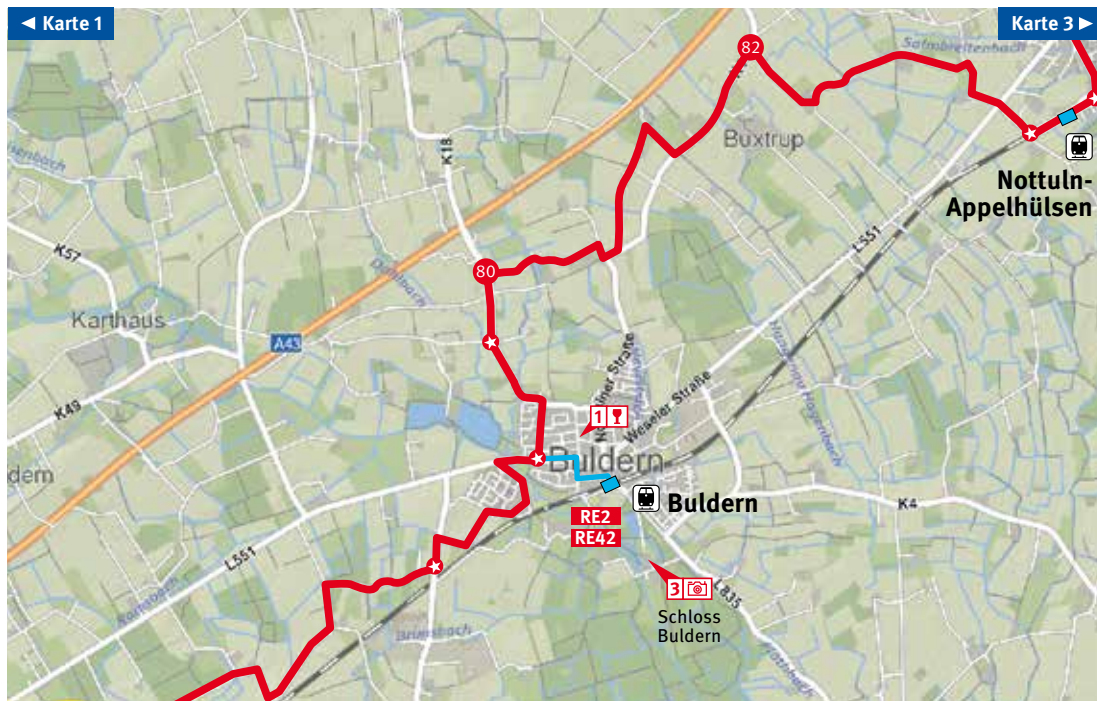 ◄ Karte 1
Karte 3 ►
82
Buxtrup
K18
Nottuln-
Appelhülsen
L551
K57
80
Karthaus
A43
K49
Weseler Straße
1
Buldern
Buldern
RE2
RE42
K4
L551
3
Schloss
Buldern
L835